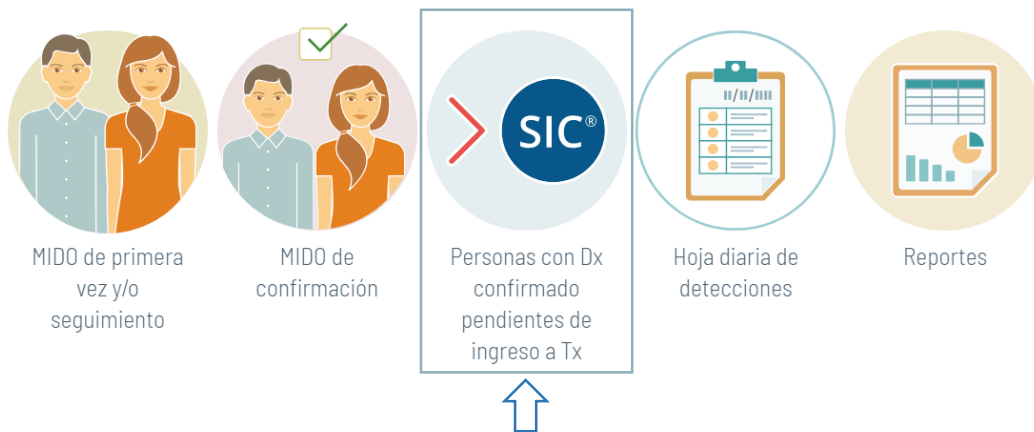 SIC®
MIDO de primera
vez y/o
seguimiento
MIDO de
confirmación
Personas con Dx
confirmado
pendientes de
ingreso a Tx
Hoja diaria de
detecciones
Reportes